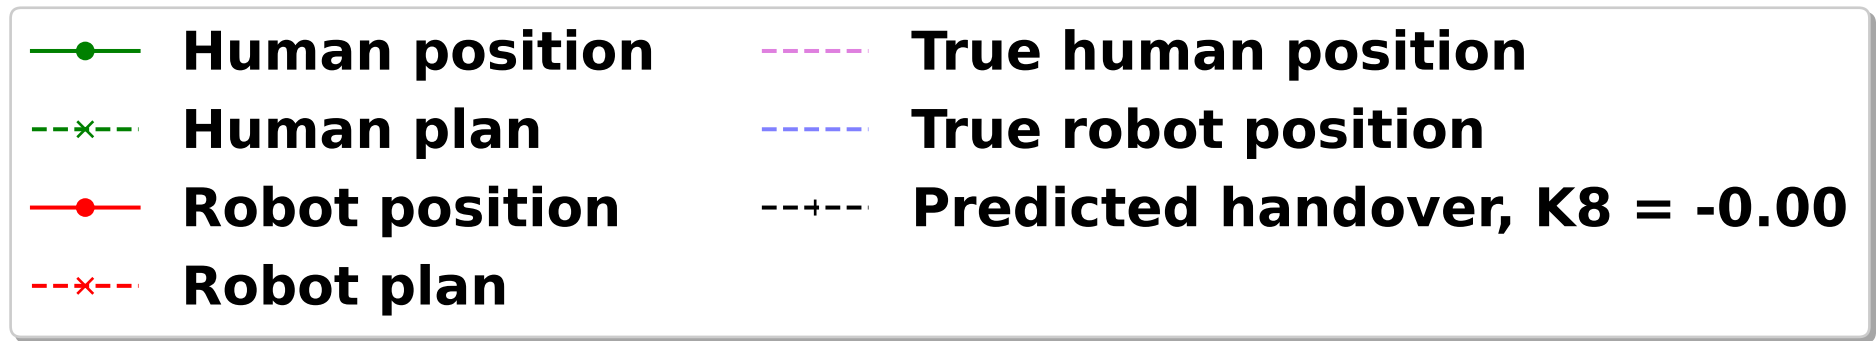 Human position
Human plan
Robot position
Robot plan
True human position
True robot position
Predicted handover, K8 = -0.00